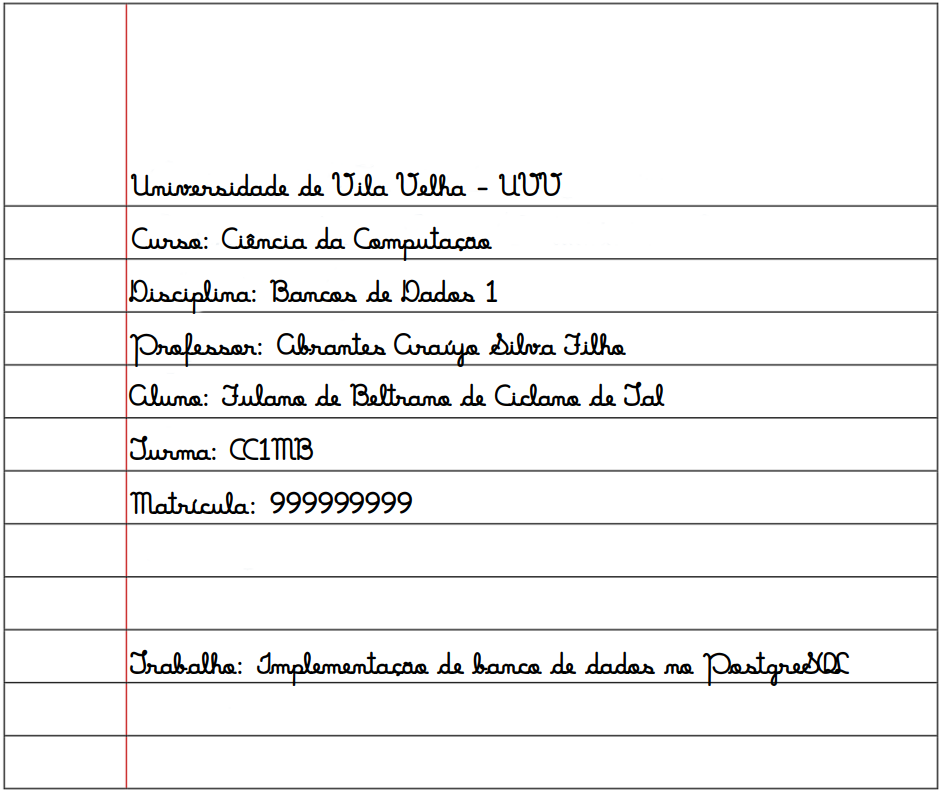 Universidade de Vila Velha - UVV
Curso: Ciência da Computação
Disciplina: Bancos de Dados 1
Professor: Abrantes Araújo Silva Filho
Aluno: Fulano de Beltrano de Ciclano de Tal
Turma: CC1MB
Matrícula: 999999999
Trabalho: Implementação de banco de dados no PostgreSQL